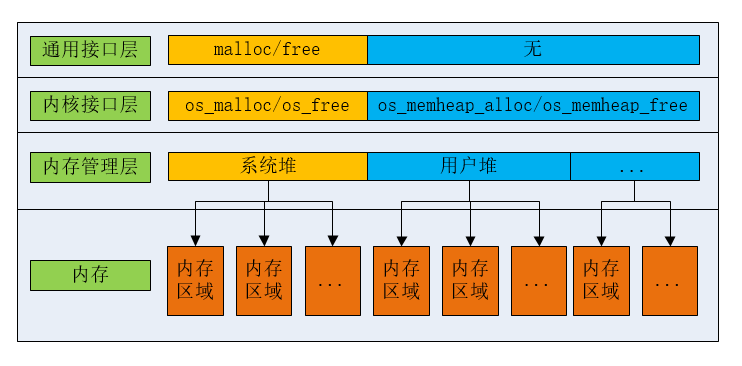 通用接口层 malloc/free 无
内核接口层 os_malloc/os_free os_memheap_alloc/os_memheap_free
内存管理层 系统堆 用户堆 ...
内存 内存 ... 内存 内存 ... 内存 ...
内存
区域 区域 区域 区域 区域